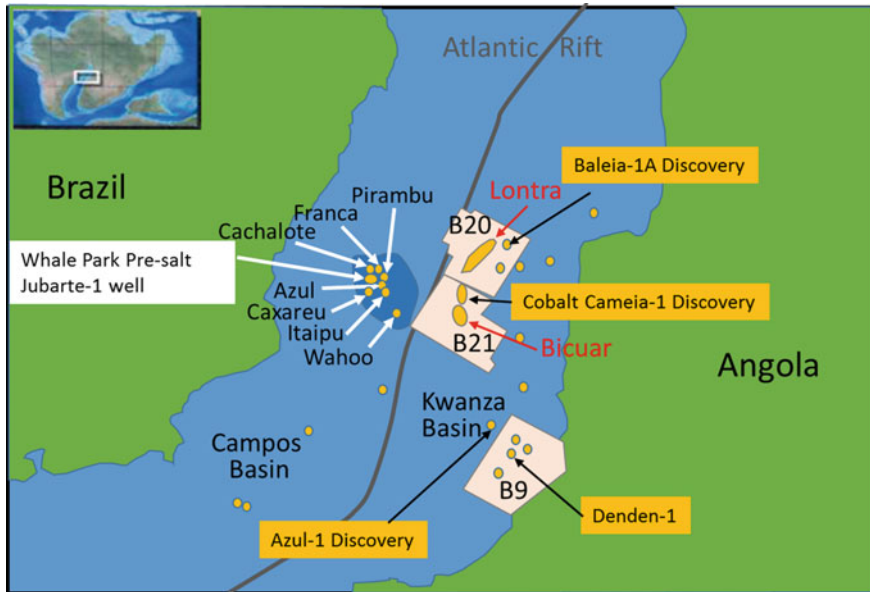 Atlantic Rift
Brazil
Pirambu
Franca
Cachalote
Whale Park Pre-salt
Jubarte-1 well
Azul
Caxareu
Itaipu
Wahoo
Baleia-1A Discovery
Lontra
B20
Cobalt Cameia-1 Discovery
B21
Bicuar
Angola
Kwanza
Basin
Campos
Basin
B9
Azul-1 Discovery
Denden-1